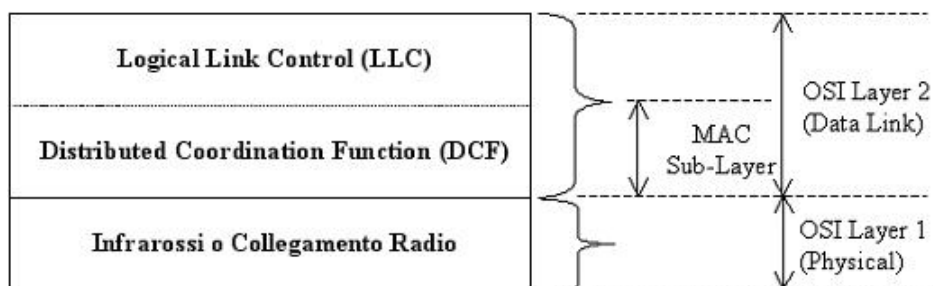 Logical Link Control (LLC)
Distributed Coordination Function (DCF)
Infrarossi o Collegamento Radio
MAC
Sub-Layer
OSI Layer 2
(Data Link)
OSI Layer 1
(Physical)